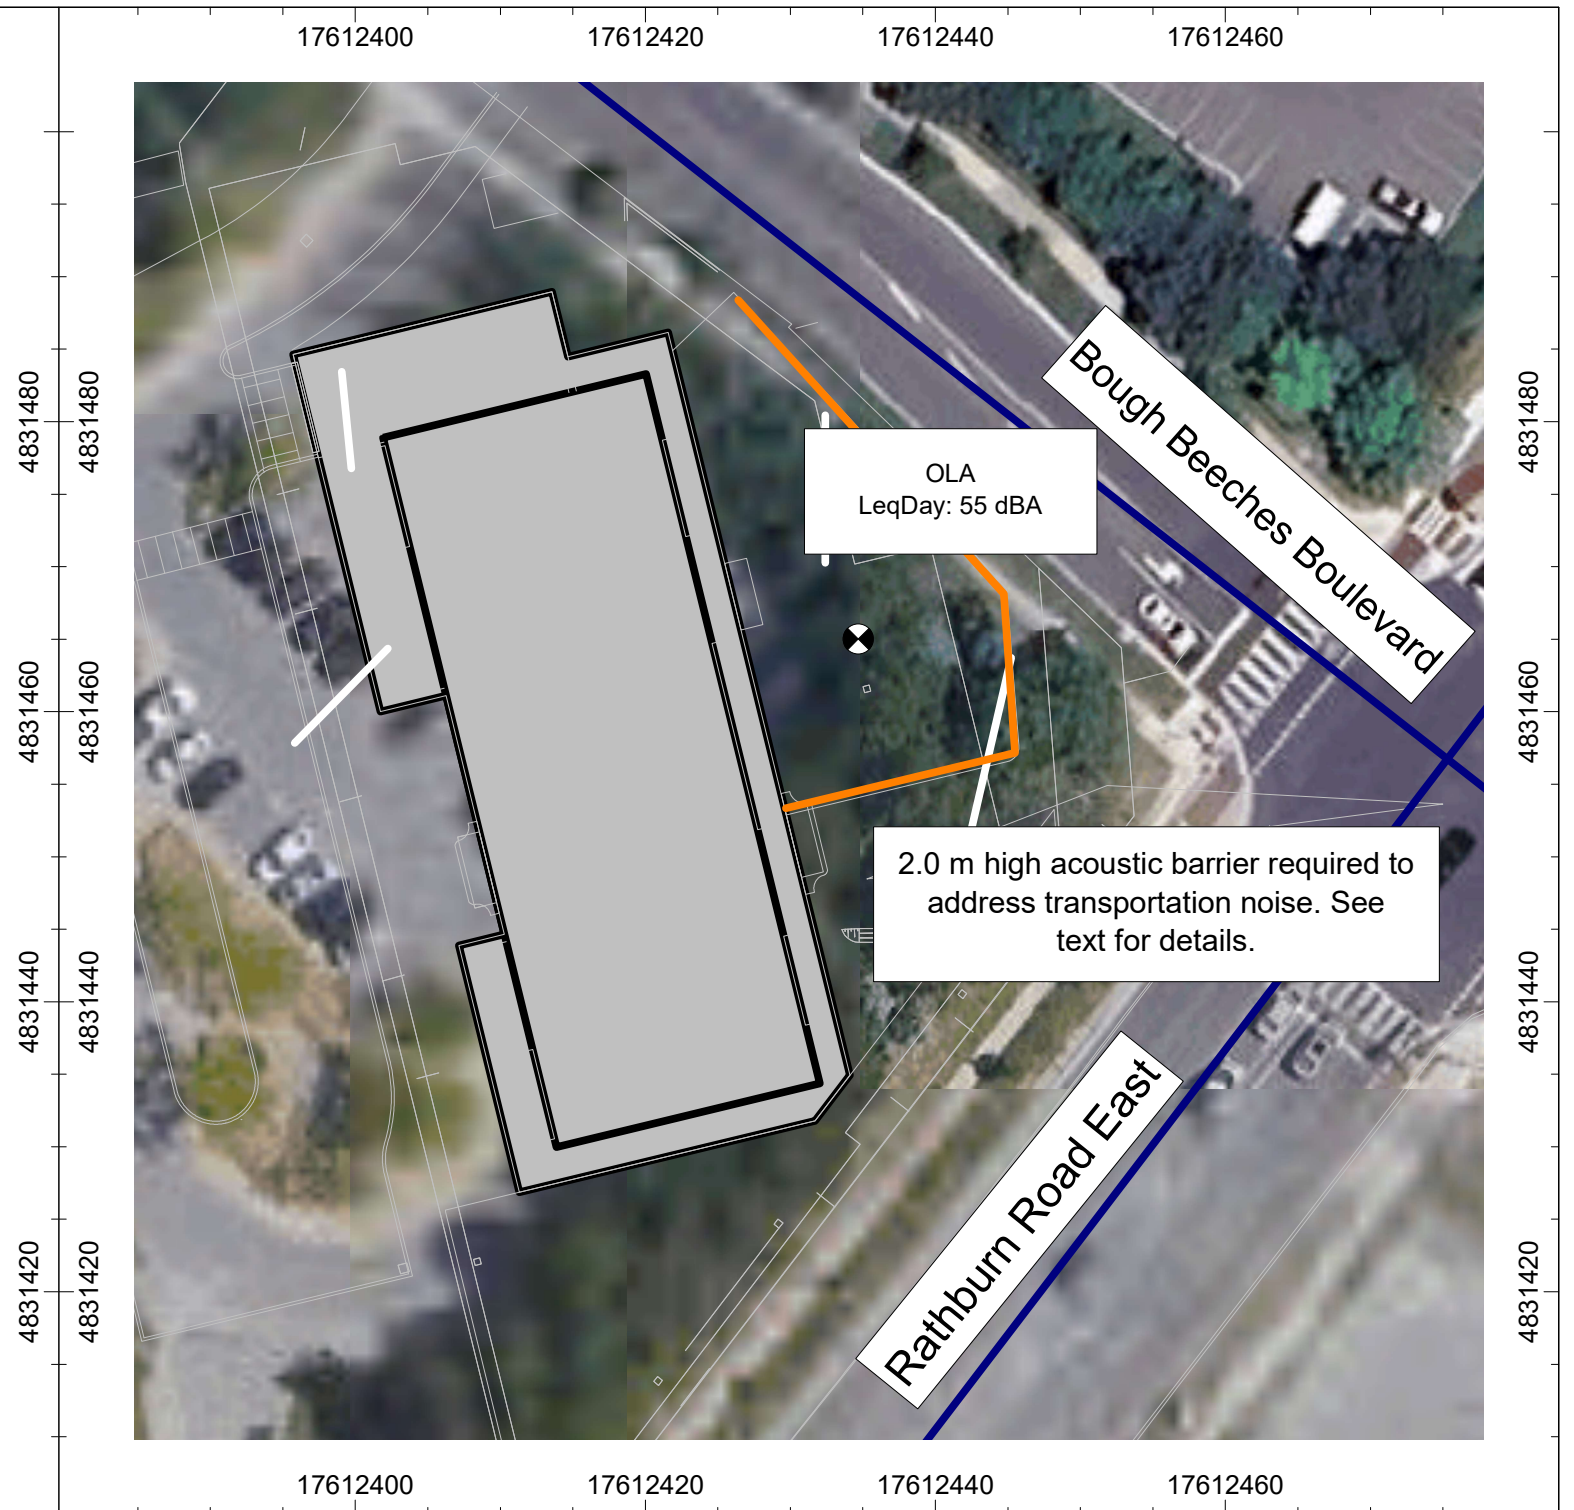 17612400 17612420 17612440 17612460
4831480 4831480 4831480
OLA
LeqDay: 55 dBA
Bough Beeches Boulevard
4831460 4831460 4831460
2.0 m high acoustic barrier required to
address transportation noise. See
text for details.
4831440 4831440 4831440
Rathburn Road East
4831420 4831420 4831420
17612400 17612420 17612440 17612460